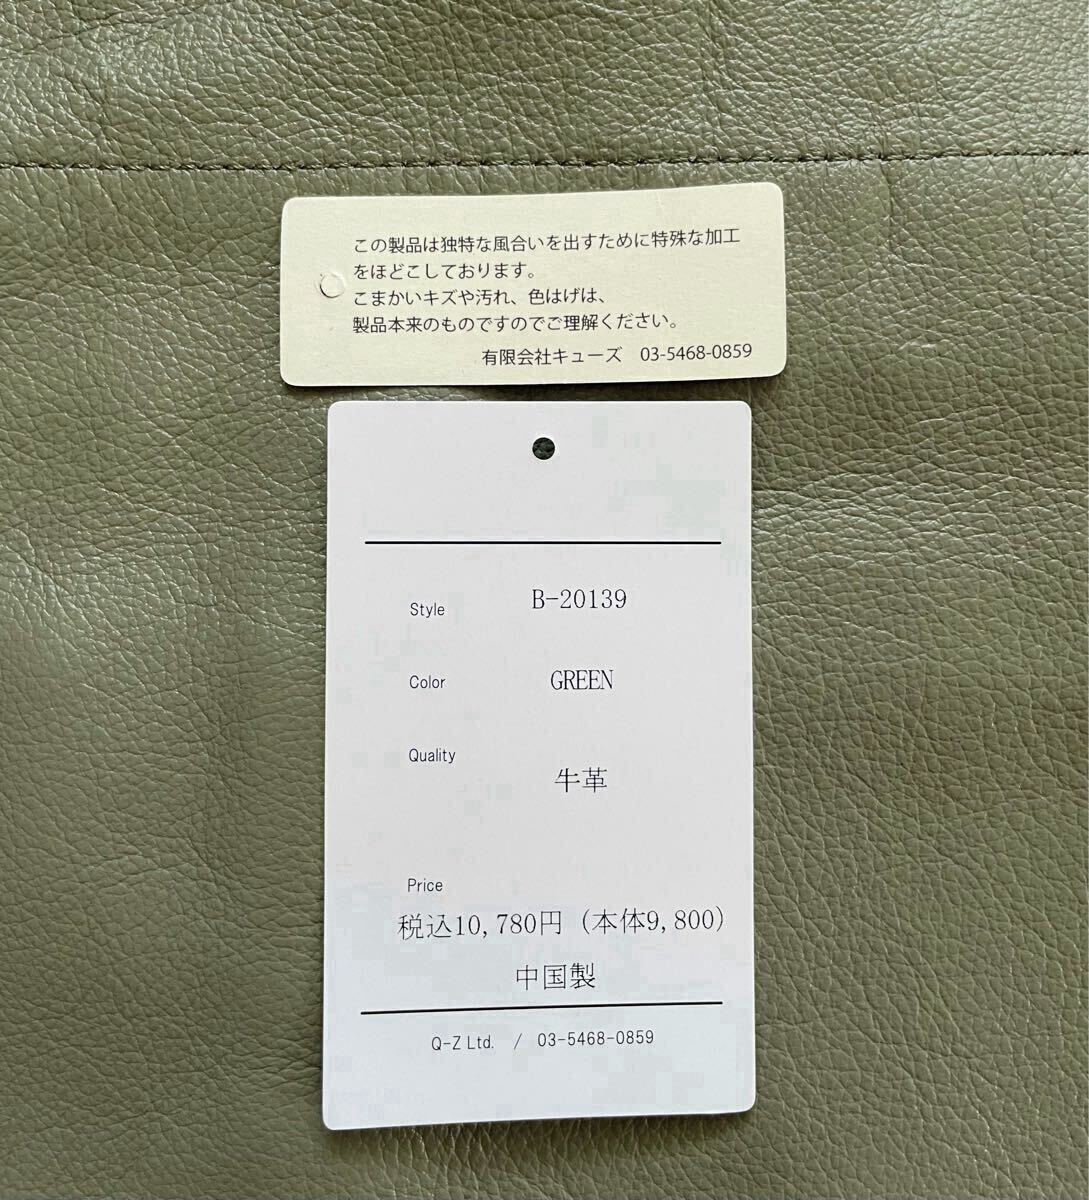 この製品は独特な風合いを出すために特殊な加工
をほどこしております。
こまかいキズや汚れ、色はげは、
製品本来のものですのでご理解ください。
有限会社キューズ　03-5468-0859
Style B-20139
Color GREEN
Quality
牛革
Price
税込10,780円（本体9,800）
中国製
Q-Z Ltd. / 03-5468-0859